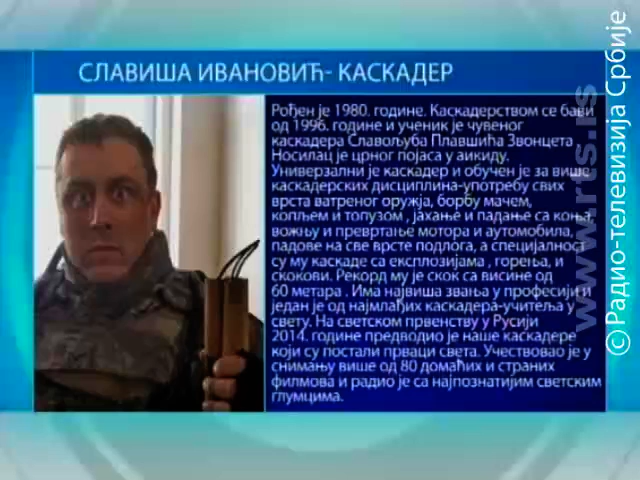 СЛАВИША ИВАНОВИЋ- КАСКАДЕР
Рођен је 1980. године. Каскадерством се бави
од 1996. године и ученик је чувеног
каскадера Славољуба Плавшића Звонцета
Носилац је црног појаса у аикиду.
Универзални је каскадер и обучен је за више
каскадерских дисциплина-употребу свих
врста ватреног оружја, борбу мачем,
копљем и топузом , јахање и падање са коња,
вожњу и превртање мотора и аутомобила,
падове на све врсте подлога, а специјалност
су му каскаде са експлозијама , горења, и
скокови. Рекорд му је скок са висине од
60 метара . Има највиша звања у професији и
један је од најмлађих каскадера-учитеља у
свету. На светском првенству у Русији
2014. године предводио је наше каскадере
који су постали прваци света. Учествовао је у
снимању више од 80 домаћих и страних
филмова и радио је са најпознатијим светским
глумцима.
www.rts.rs
© Радио-телевизија Србије